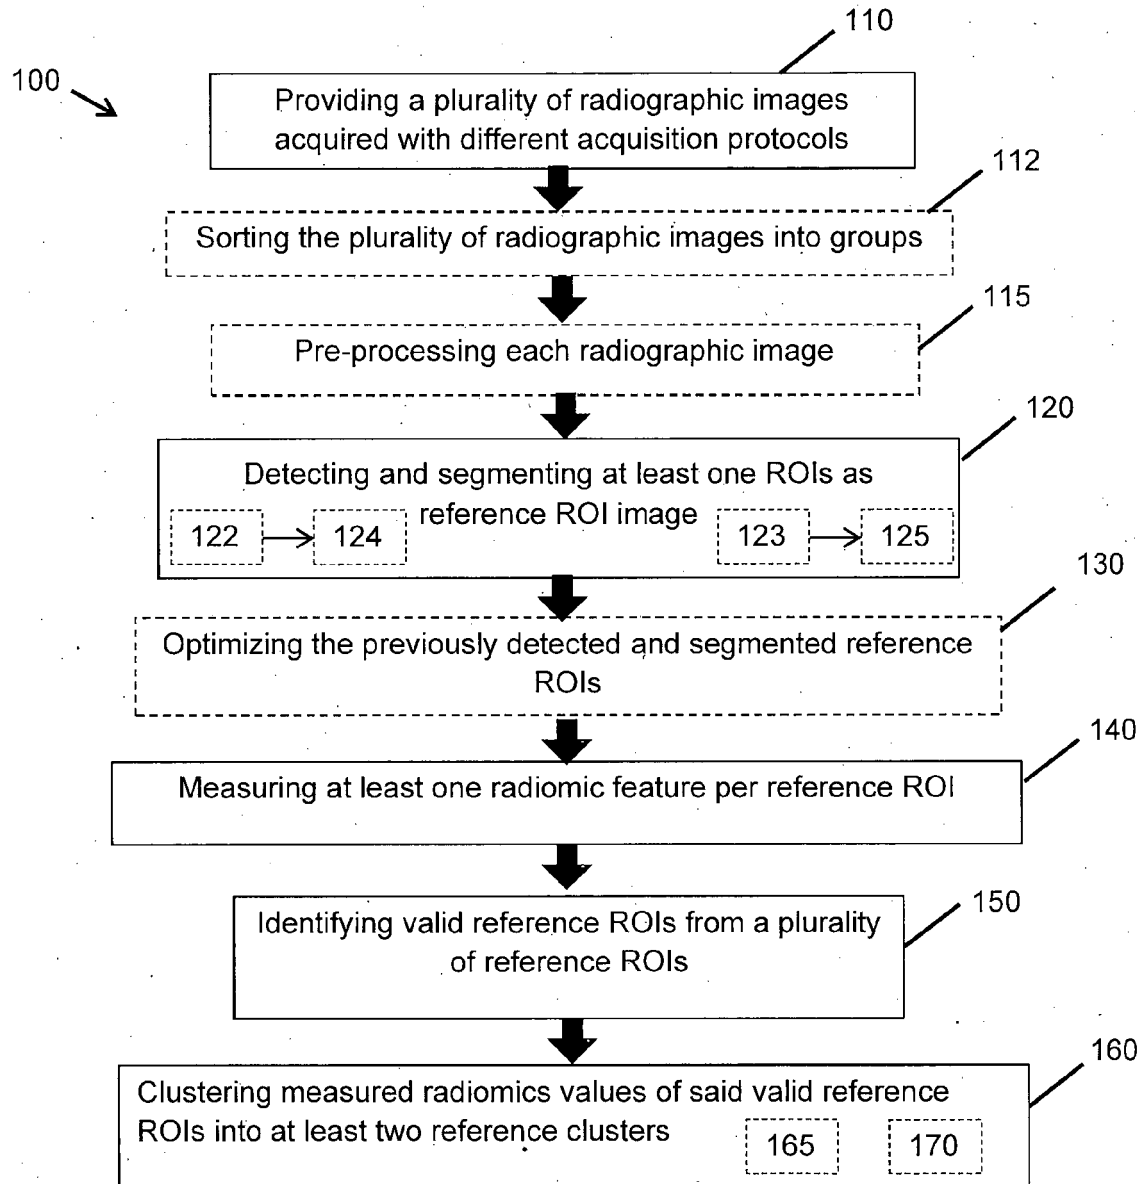 110
100
Providing a plurality of radiographic images
acquired with different acquisition protocols
112
Sorting the plurality of radiographic images into groups
115
Pre-processing each radiographic image
120
Detecting and segmenting at least one ROIs as
reference ROI image
122
124
123
125
130
Optimizing the previously detected and segmented reference
ROIs
140
Measuring at least one radiomic feature per reference ROI
150
Identifying valid reference ROIs from a plurality
of reference ROIs
160
Clustering measured radiomics values of said valid reference
ROIs into at least two reference clusters
165
170